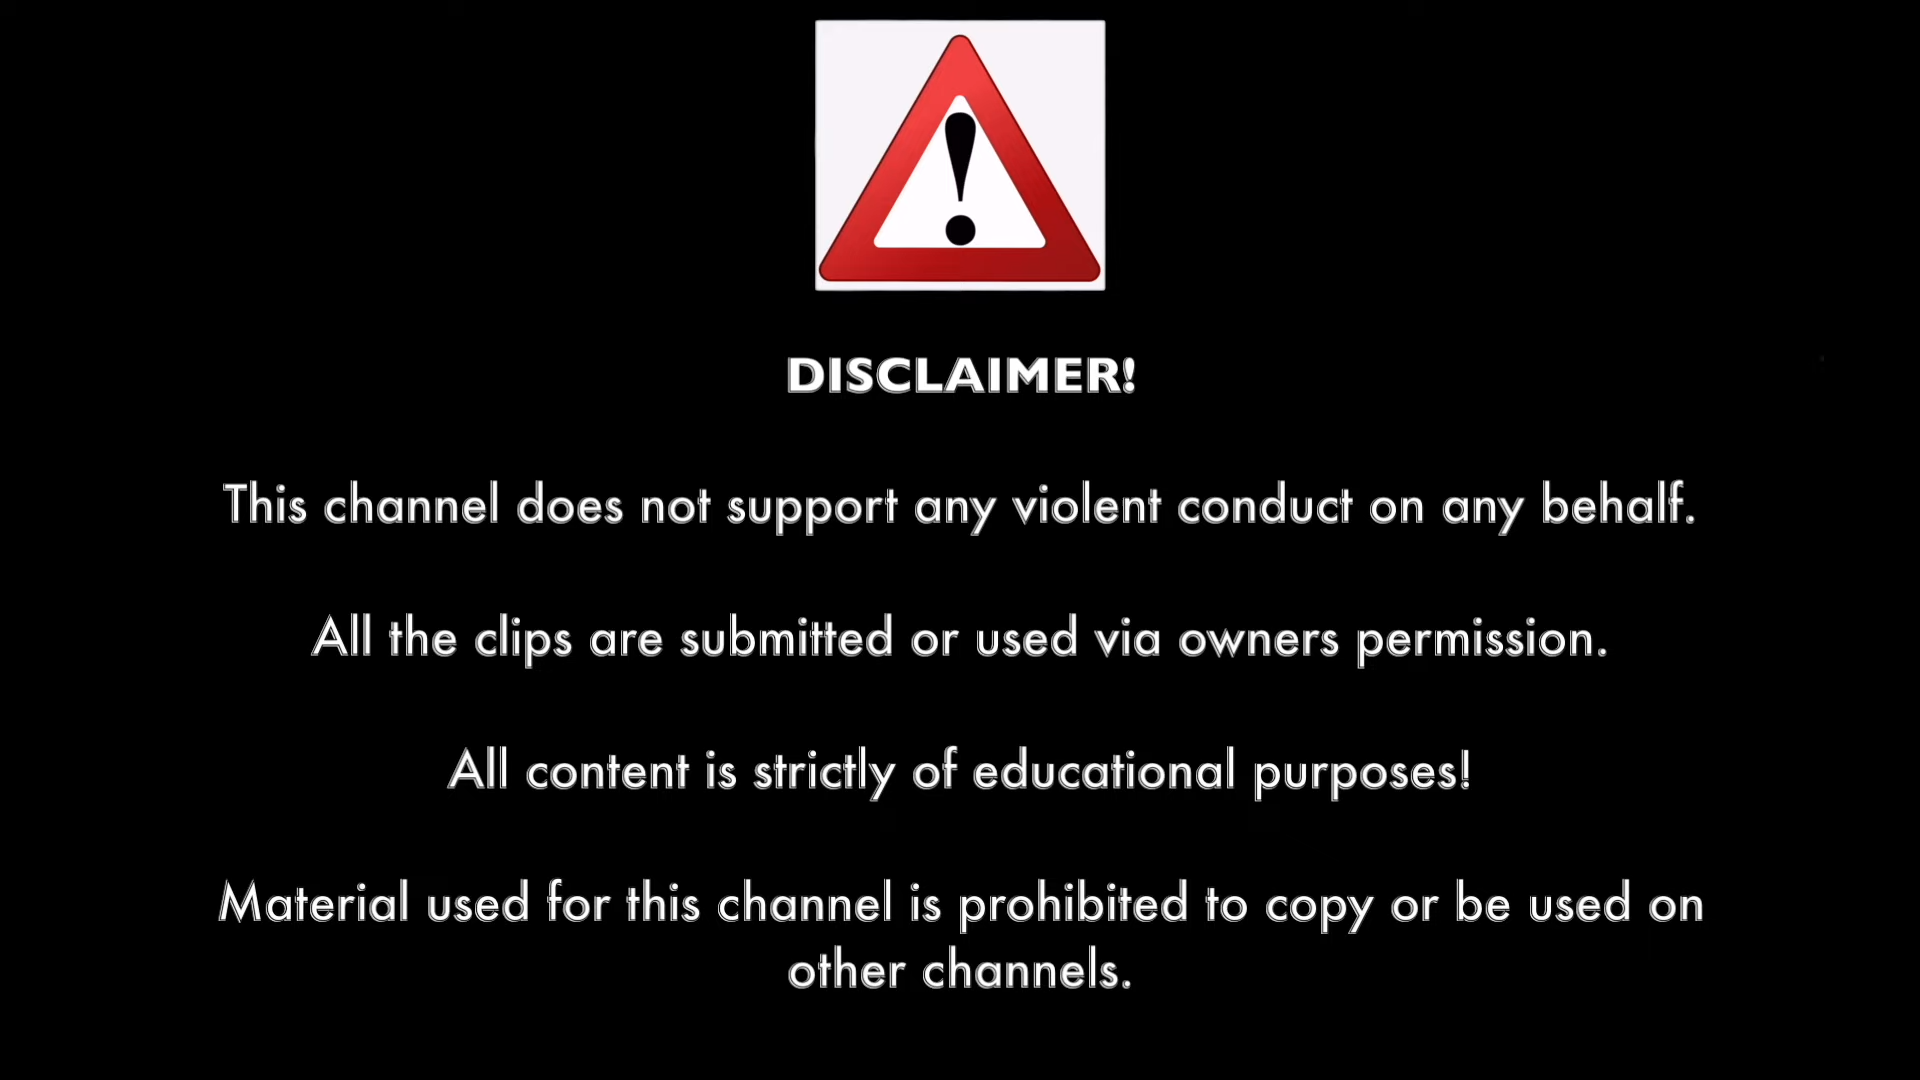 DISCLAIMER!
This channel does not support any violent conduct on any behalf.
All the clips are submitted or used via owners permission.
All content is strictly of educational purposes!
Material used for this channel is prohibited to copy or be used on
other channels.